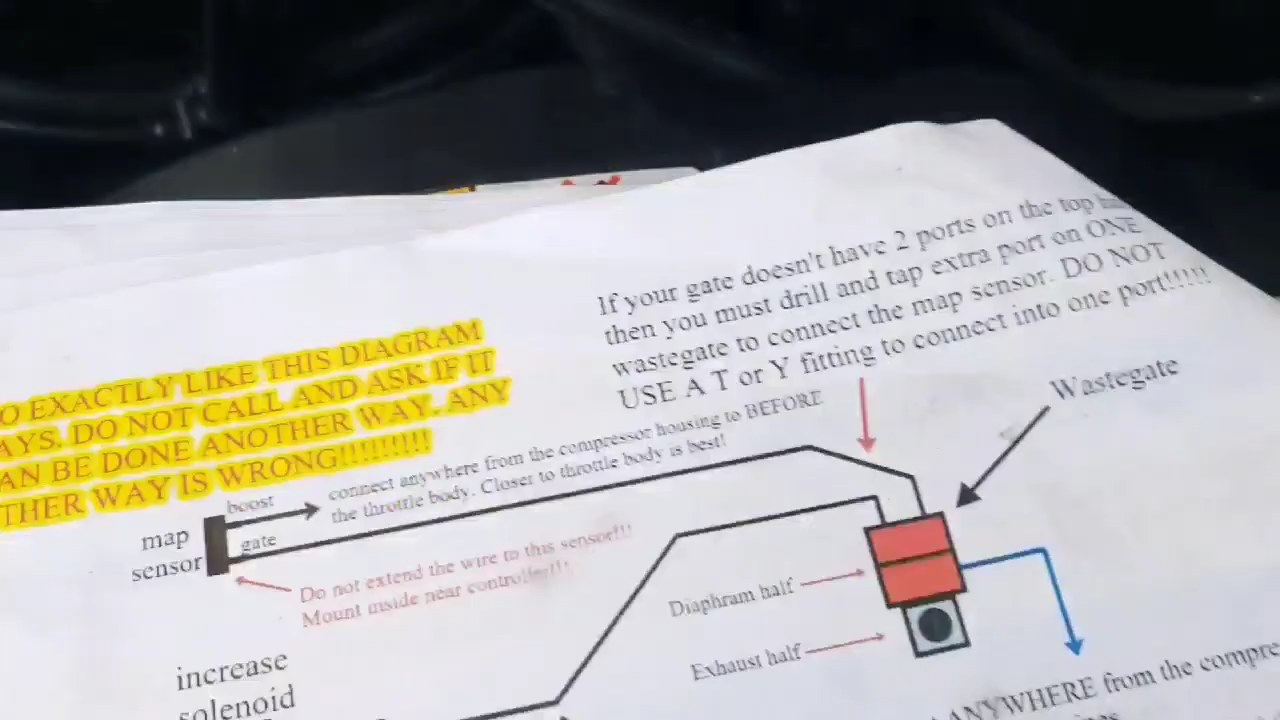 If your gate doesn't have 2 ports on the top
then you must drill and tap extra port on ONE
wastegate to connect the map sensor. DO NOT
USE A T or Y fitting to connect into one port!!!!!
O EXACTLY LIKE THIS DIAGRAM
AYS. DO NOT CALL AND ASK IF IT
AN BE DONE ANOTHER WAY. ANY
THER WAY IS WRONG!!!!!!!!!
Wastegate
boost
connect anywhere from the compressor housing to BEFORE
the throttle body. Closer to throttle body is best!
map
sensor
gate
Do not extend the wire to this sensor!!!
Mount inside near controller!!!
Diaphram half
Exhaust half
increase
solenoid
ANYWHERE from the compre